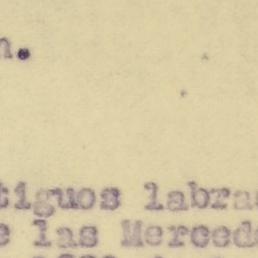 n.
tiguos labra
e las Merced